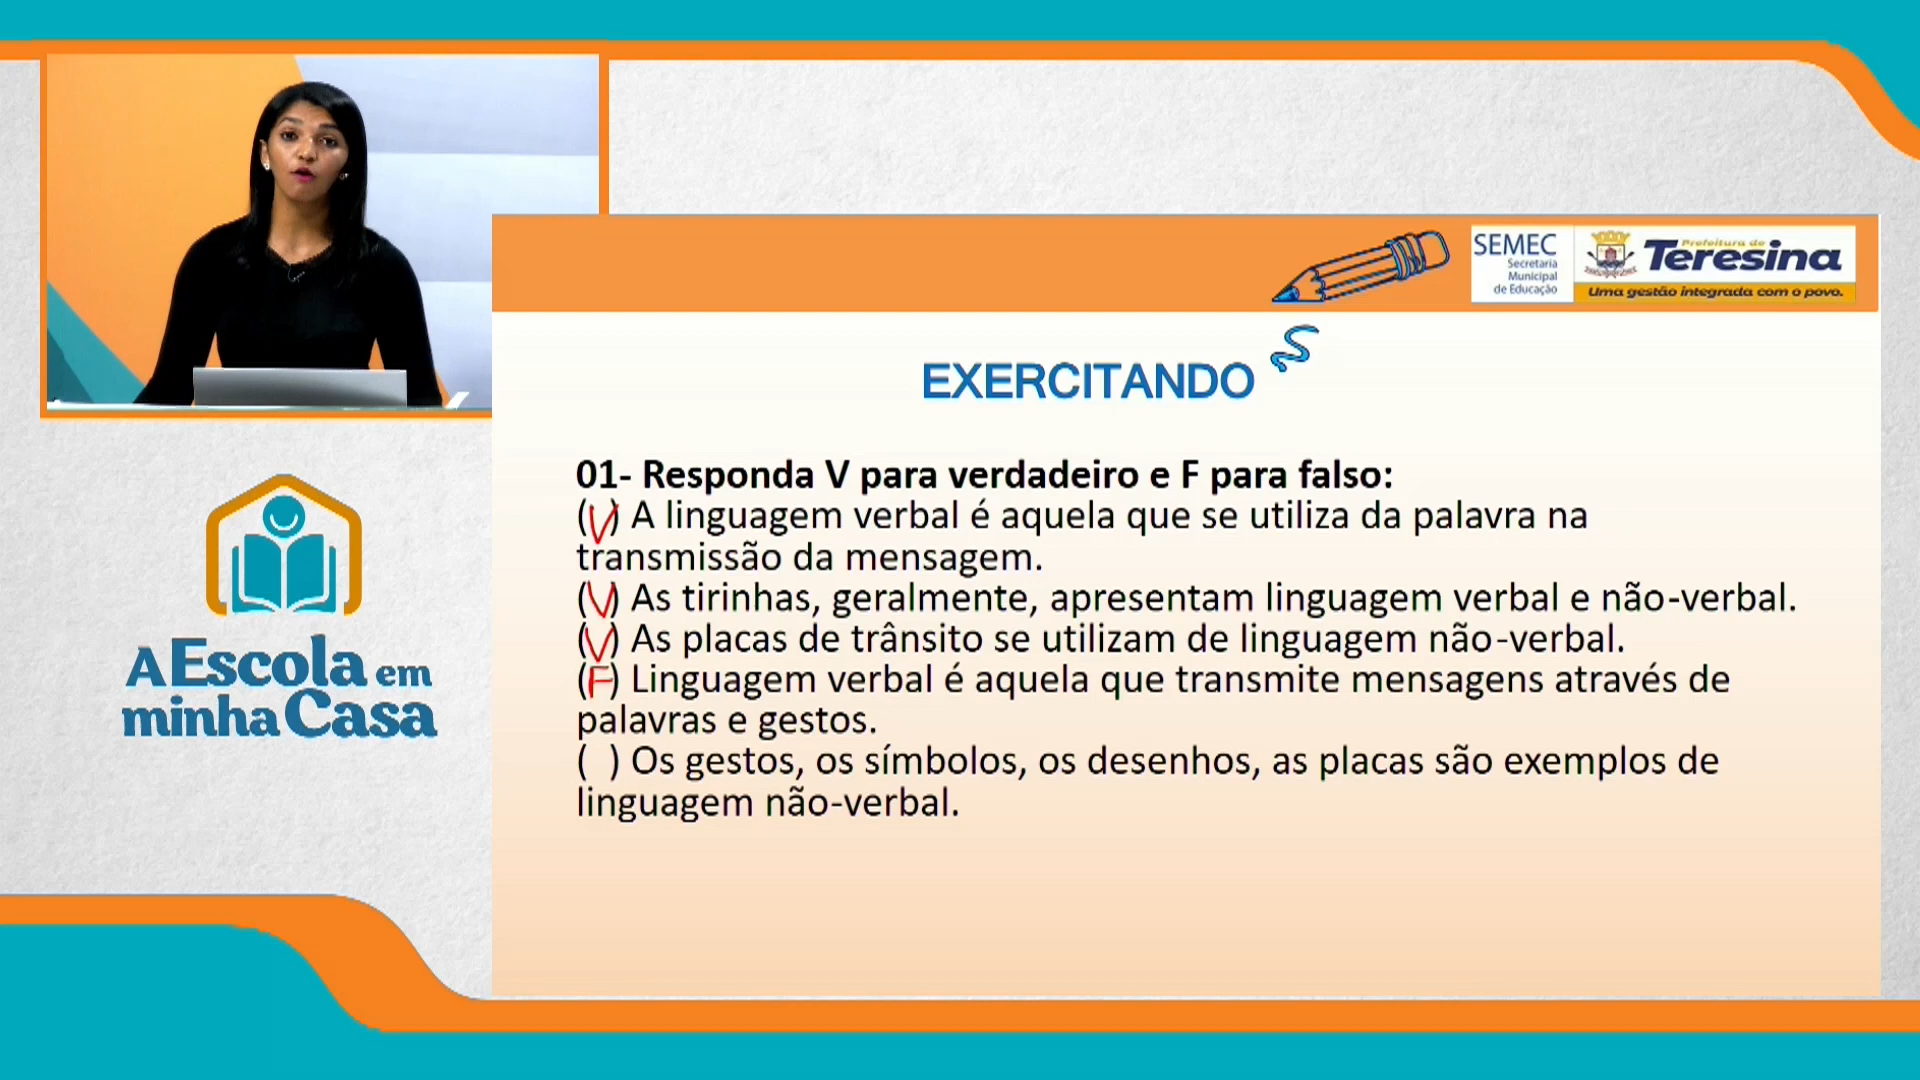 SEMEC
Secretaria
Municipal
de Educação
Prefeitura de
Teresina
Uma gestão integrada com o povo.
EXERCITANDO
01- Responda V para verdadeiro e F para falso:
(V) A linguagem verbal é aquela que se utiliza da palavra na
transmissão da mensagem.
(V) As tirinhas, geralmente, apresentam linguagem verbal e não-verbal.
(V) As placas de trânsito se utilizam de linguagem não-verbal.
(F) Linguagem verbal é aquela que transmite mensagens através de
palavras e gestos.
( ) Os gestos, os símbolos, os desenhos, as placas são exemplos de
linguagem não-verbal.
A Escola em
minha Casa